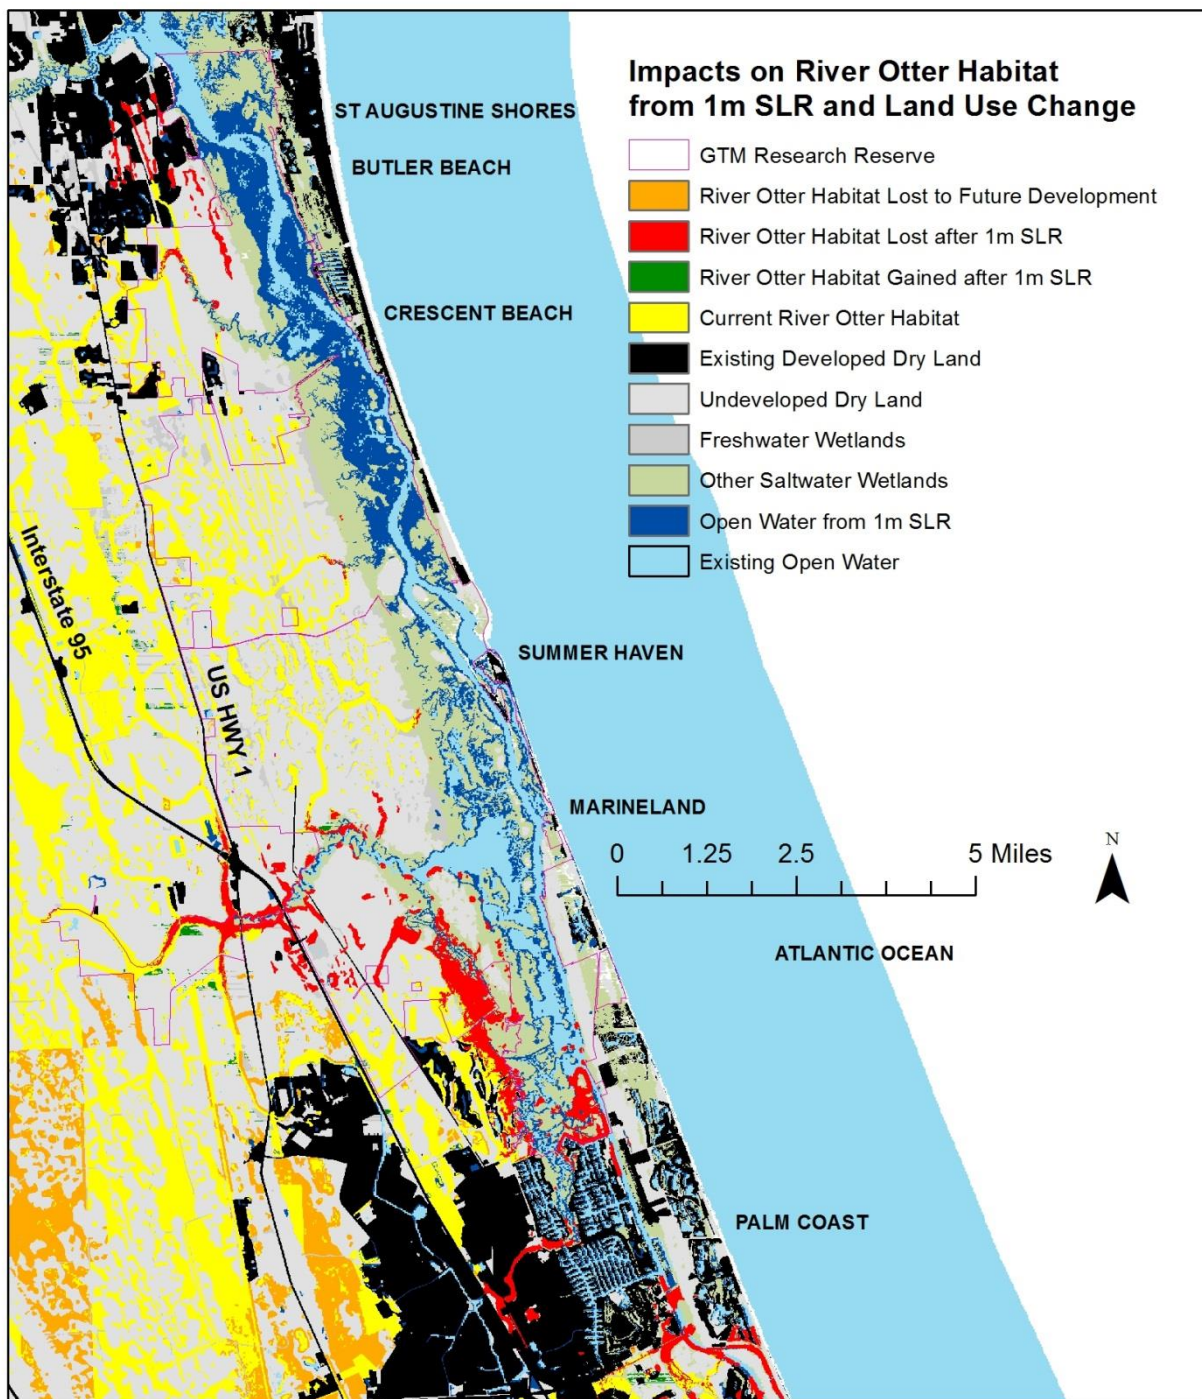 Impacts on River Otter Habitat
from 1m SLR and Land Use Change
GTM Research Reserve
River Otter Habitat Lost to Future Development
River Otter Habitat Lost after 1m SLR
River Otter Habitat Gained after 1m SLR
Current River Otter Habitat
Existing Developed Dry Land
Undeveloped Dry Land
Freshwater Wetlands
Other Saltwater Wetlands
Open Water from 1m SLR
Existing Open Water
ST AUGUSTINE SHORES
BUTLER BEACH
CRESCENT BEACH
Interstate 95
US HWY 1
SUMMER HAVEN
MARINELAND
0 1.25 2.5 5 Miles
N
ATLANTIC OCEAN
PALM COAST